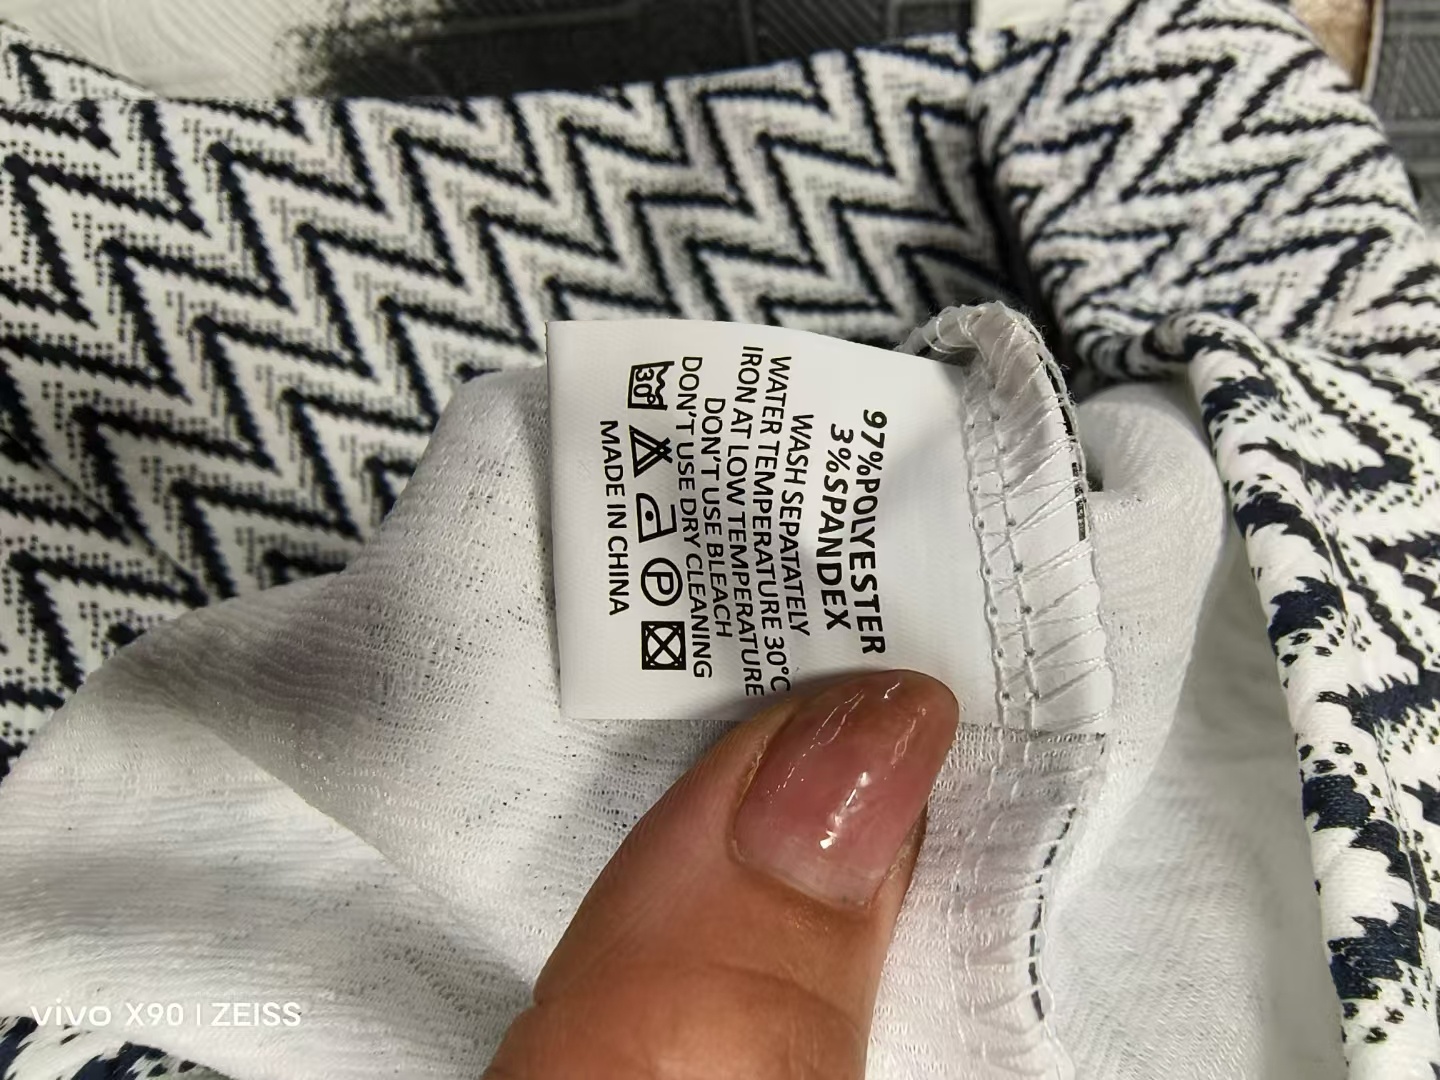 97%POLYESTER
3%SPANDEX
WASH SEPATATELY
WATER TEMPERATURE 30°C
IRON AT LOW TEMPERATURE
DON'T USE BLEACH
DON'T USE DRY CLEANING
30°
P
MADE IN CHINA
vivo X90 | ZEISS